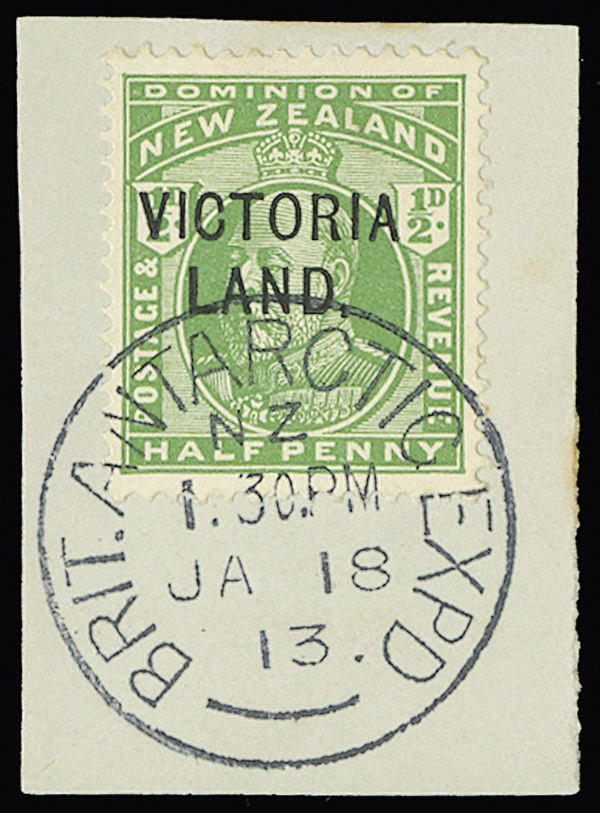 DOMINION OF
NEW ZEALAND
½D. ½D.
VICTORIA
LAND.
POSTAGE &
REVENUE
HALFPENNY
BRIT. ANTARCTIC EXPD
NZ
1.30.PM
JA 18
13.